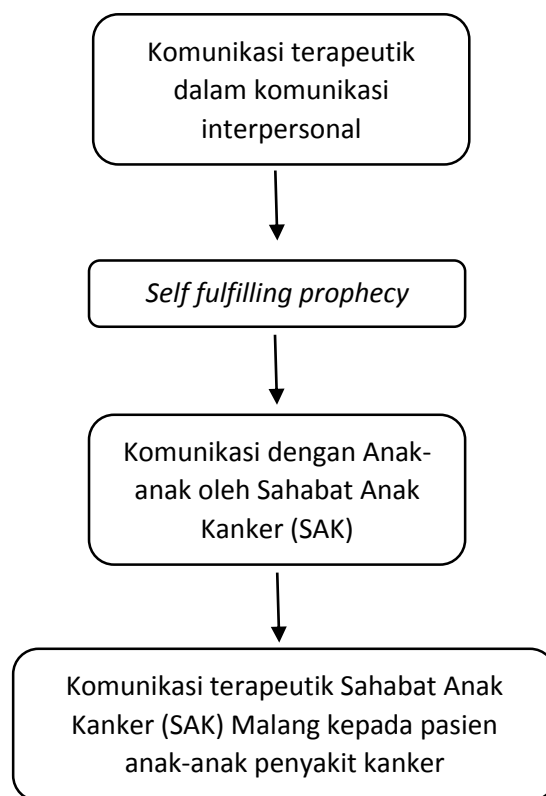 Komunikasi terapeutik
dalam komunikasi
interpersonal
Self fulfilling prophecy
Komunikasi dengan Anak-
anak oleh Sahabat Anak
Kanker (SAK)
Komunikasi terapeutik Sahabat Anak
Kanker (SAK) Malang kepada pasien
anak-anak penyakit kanker